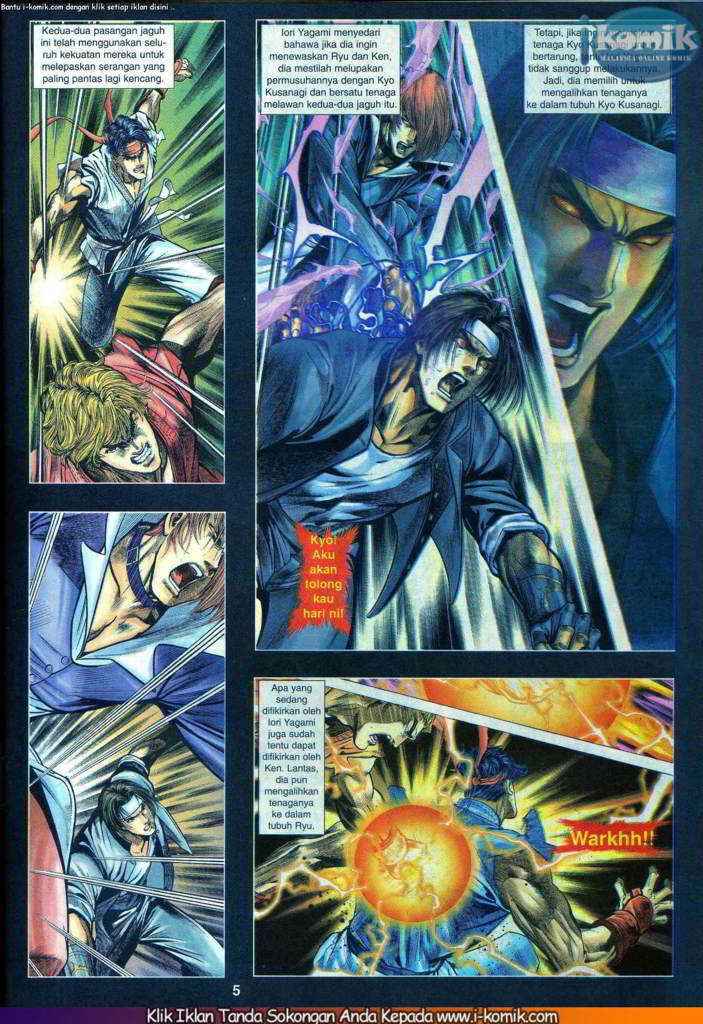 Bantu i-komik.com dengan klik setiap iklan disini ..
Kedua-dua pasangan jaguh
ini telah menggunakan selu-
ruh kekuatan mereka untuk
melepaskan serangan yang
paling pantas lagi kencang.
Iori Yagami menyedari
bahawa jika dia ingin
menewaskan Ryu dan Ken,
dia mestilah melupakan
permusuhannya dengan Kyo
Kusanagi dan bersatu tenaga
melawan kedua-dua jaguh itu.
Tetapi, jika
tenaga Kyo
bertarung,
tidak sanggup melakukannya.
Jadi, dia memilih untuk
mengalihkan tenaganya
ke dalam tubuh Kyo Kusanagi.
ikomik
MALAYSIA ONLINE KOMIK
Kyo!
Aku
akan
tolong
kau
hari ni!
Apa yang
sedang
difikirkan oleh
Iori Yagami
juga sudah
tentu dapat
difikirkan oleh
Ken. Lantas,
dia pun
mengalihkan
tenaganya
ke dalam
tubuh Ryu.
Warkhh!!
5
Klik Iklan Tanda Sokongan Anda Kepada www.i-komik.com